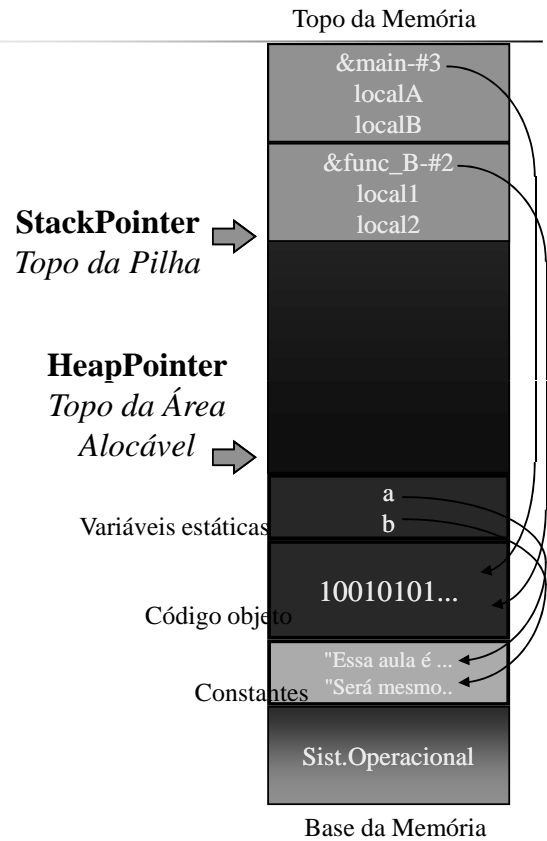 Topo da Memória
&main-#3
localA
localB
&func_B-#2
local1
local2
StackPointer
Topo da Pilha
HeapPointer
Topo da Área
Alocável
a
b
Variáveis estáticas
10010101...
Código objeto
"Essa aula é ...
"Será mesmo..
Constantes
Sist.Operacional
Base da Memória